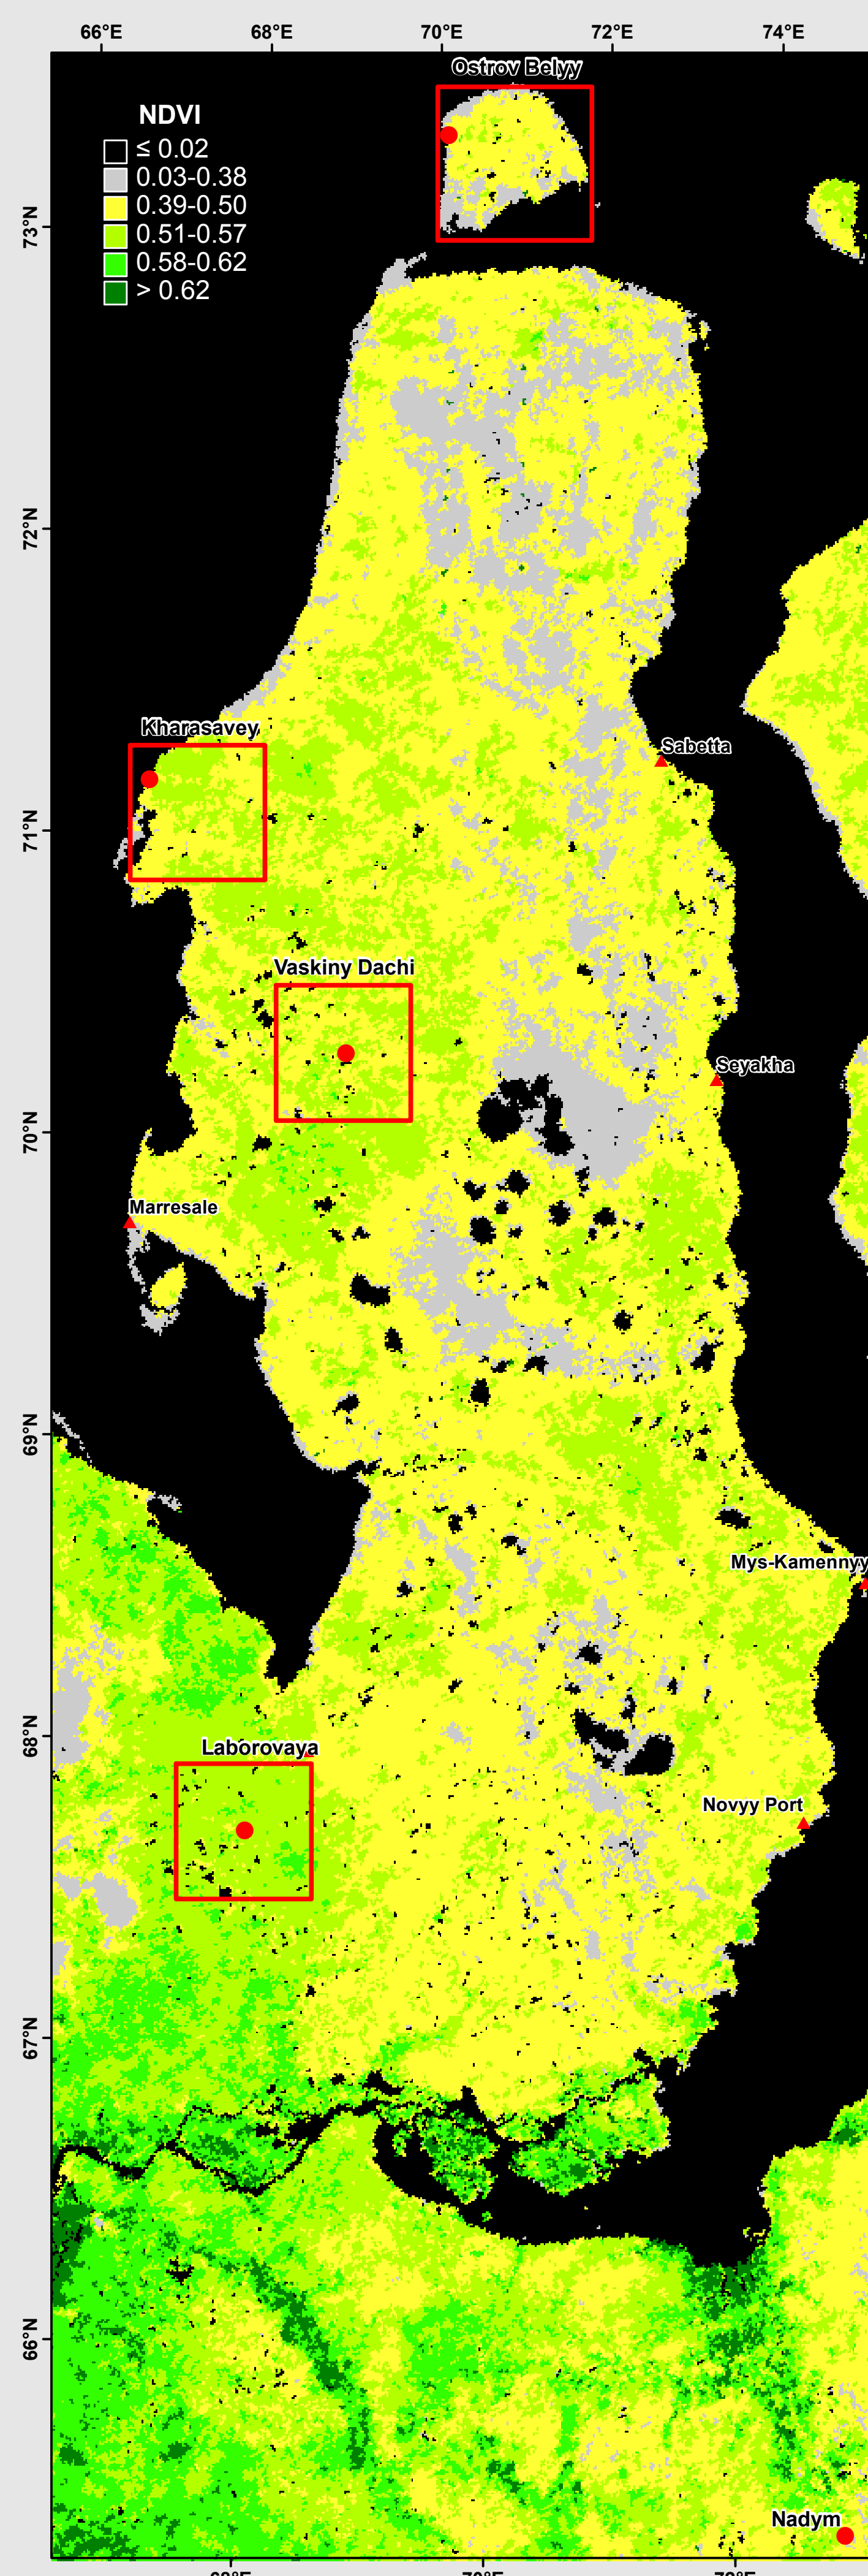 66°E 68°E 70°E 72°E 74°E
Ostrov Belyy
NDVI
≤ 0.02
0.03-0.38
0.39-0.50
0.51-0.57
0.58-0.62
> 0.62
73°N
72°N
Kharasavey
Sabetta
71°N
Vaskiny Dachi
Seyakha
70°N
Marresale
69°N
Mys-Kamennyy
68°N
Laborovaya
Novyy Port
67°N
66°N
Nadym